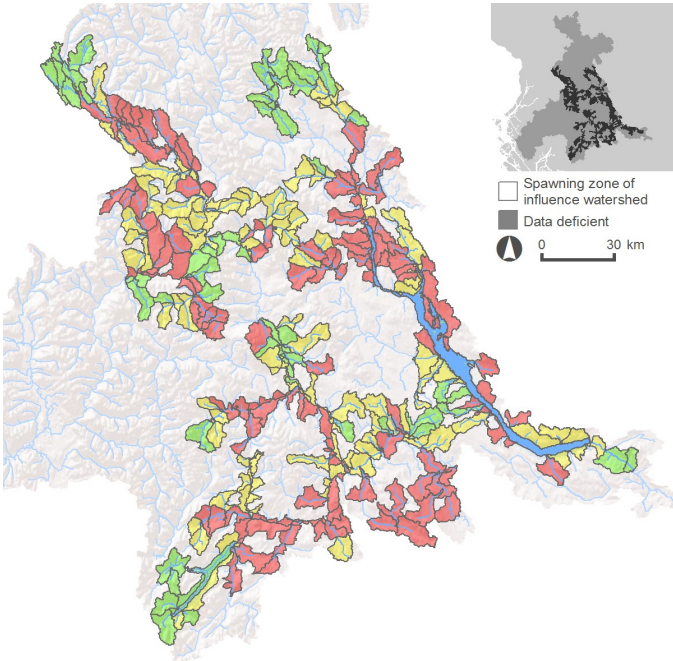 Spawning zone of
influence watershed
Data deficient
0 30 km